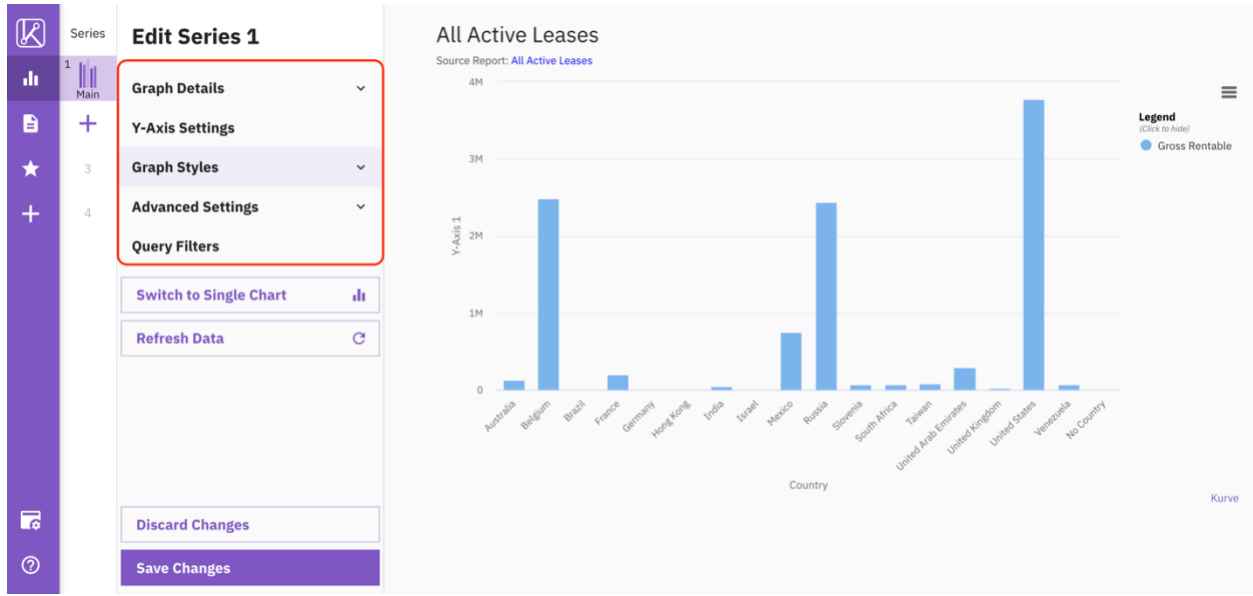 Series
1
Main
3
4
Edit Series 1
Graph Details
Y-Axis Settings
Graph Styles
Advanced Settings
Query Filters
Switch to Single Chart
Refresh Data
Discard Changes
Save Changes
All Active Leases
Source Report: All Active Leases
4M
3M
2M
1M
0
Y-Axis 1
Australia
Belgium
Brazil
France
Germany
Hong Kong
India
Israel
Mexico
Russia
Slovenia
South Africa
Taiwan
United Arab Emirates
United Kingdom
United States
Venezuela
No Country
Country
Legend
(Click to hide)
Gross Rentable
Kurve